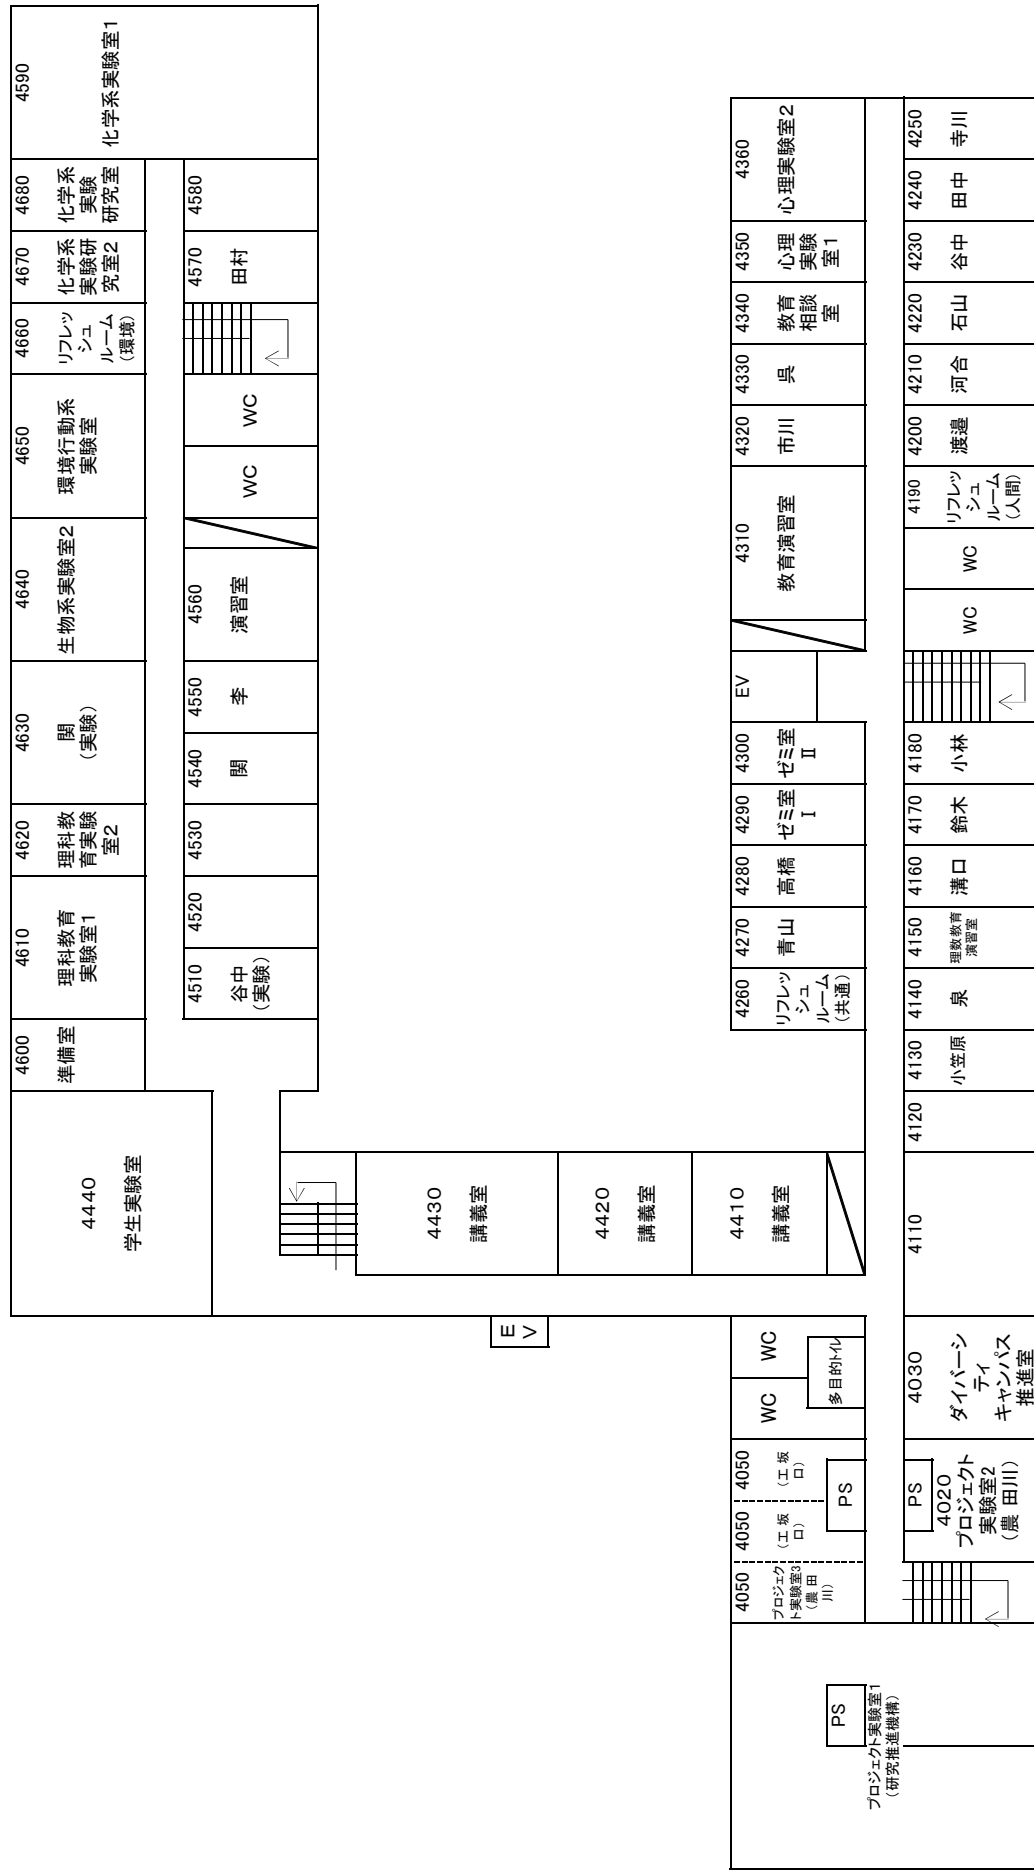 4590
化学系実験室1
4680
化学系
実験
研究室
4670
化学系
実験研
究室2
4660
リフレッ
シュ
ルーム
(環境)
4650
環境行動系
実験室
4640
生物系実験室2
4630
関
(実験)
4620
理科教
育実験
室2
4610
理科教育
実験室1
4600
準備室
4440
学生実験室
4580
4570
田村
WC
WC
4560
演習室
4550
李
4540
関
4530
4520
4510
谷中
(実験)
4430
講義室
4420
講義室
4410
講義室
E
V
4360
心理実験室2
4350
心理
実験
室1
4340
教育
相談
室
4330
呉
4320
市川
4310
教育演習室
EV
4300
ゼミ室
Ⅱ
4290
ゼミ室
Ⅰ
4280
高橋
4270
青山
4260
リフレッ
シュ
ルーム
(共通)
WC
WC
多目的トイレ
4050
(工 坂
口)
4050
(工 坂
口)
4050
プロジェク
ト実験室3
(農 田
川)
PS
PS
プロジェクト実験室1
(研究推進機構)
4250
寺川
4240
田中
4230
谷中
4220
石山
4210
河合
4200
渡邉
4190
リフレッ
シュ
ルーム
(人間)
WC
WC
4180
小林
4170
鈴木
4160
溝口
4150
理数教育
演習室
4140
泉
4130
小笠原
4120
4110
4030
ダイバーシ
ティ
キャンパス
推進室
PS
4020
プロジェクト
実験室2
(農 田川)